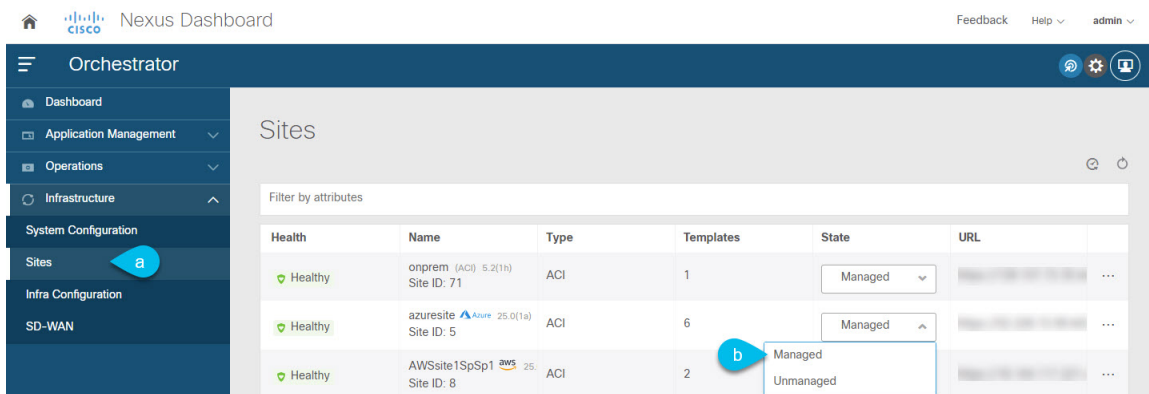 cisco Nexus Dashboard Feedback Help admin
Orchestrator
Dashboard
Application Management
Operations
Infrastructure
System Configuration
Sites a
Infra Configuration
SD-WAN
Sites
Filter by attributes
Health Name Type Templates State URL
Healthy onprem (ACI) 5.2(1h) ACI 1 Managed ...
Site ID: 71
Healthy azuresite Azure 25.0(1a) ACI 6 Managed ...
Site ID: 5
Healthy AWSsite1SpSp1 aws 25. ACI 2 ...
Site ID: 8
b Managed
Unmanaged